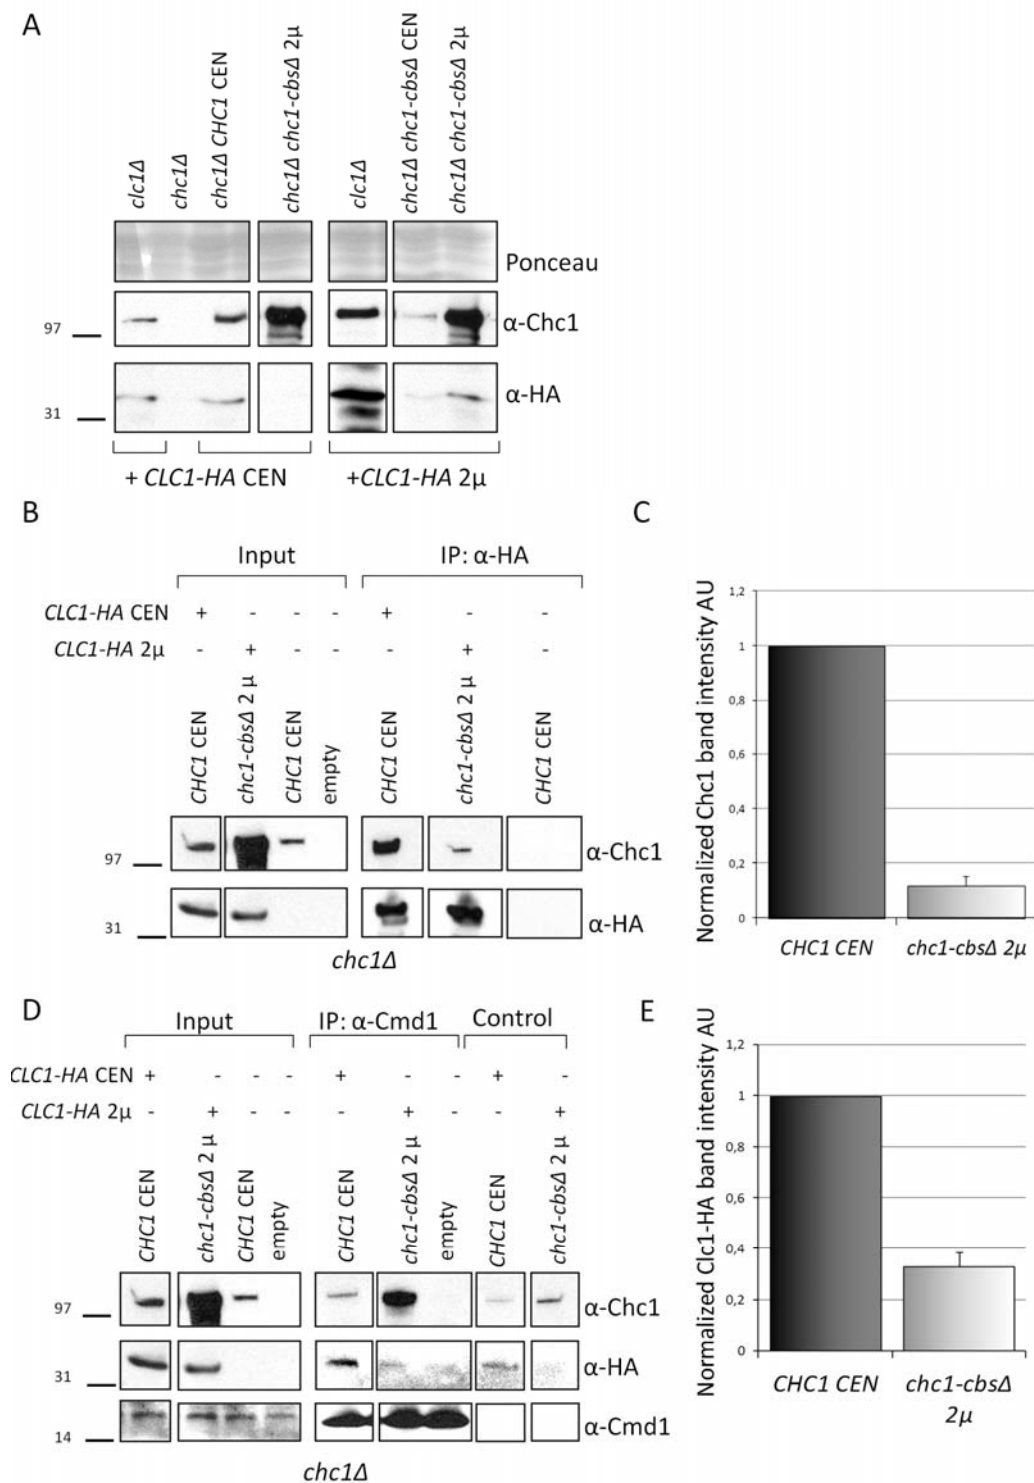 A
clc1Δ
chc1Δ
chc1Δ CHC1 CEN
chc1Δ chc1-cbsΔ 2μ
clc1Δ
chc1Δ chc1-cbsΔ CEN
chc1Δ chc1-cbsΔ 2μ
Ponceau
97
α-Chc1
31
α-HA
+ CLC1-HA CEN
+CLC1-HA 2μ
B
Input
IP: α-HA
CLC1-HA CEN + - - - + - -
CLC1-HA 2μ - + - - - + -
CHC1 CEN
chc1-cbsΔ 2 μ
CHC1 CEN
empty
CHC1 CEN
chc1-cbsΔ 2 μ
CHC1 CEN
97
α-Chc1
31
α-HA
chc1Δ
C
Normalized Chc1 band intensity AU
1,2
1
0,8
0,6
0,4
0,2
0
CHC1 CEN
chc1-cbsΔ 2μ
D
Input
IP: α-Cmd1
Control
CLC1-HA CEN + - - - + - - + -
CLC1-HA 2μ - + - - - + - - +
CHC1 CEN
chc1-cbsΔ 2 μ
CHC1 CEN
empty
CHC1 CEN
chc1-cbsΔ 2 μ
empty
CHC1 CEN
chc1-cbsΔ 2 μ
97
α-Chc1
31
α-HA
14
α-Cmd1
chc1Δ
E
Normalized Clc1-HA band intensity AU
1,2
1
0,8
0,6
0,4
0,2
0
CHC1 CEN
chc1-cbsΔ
2μ